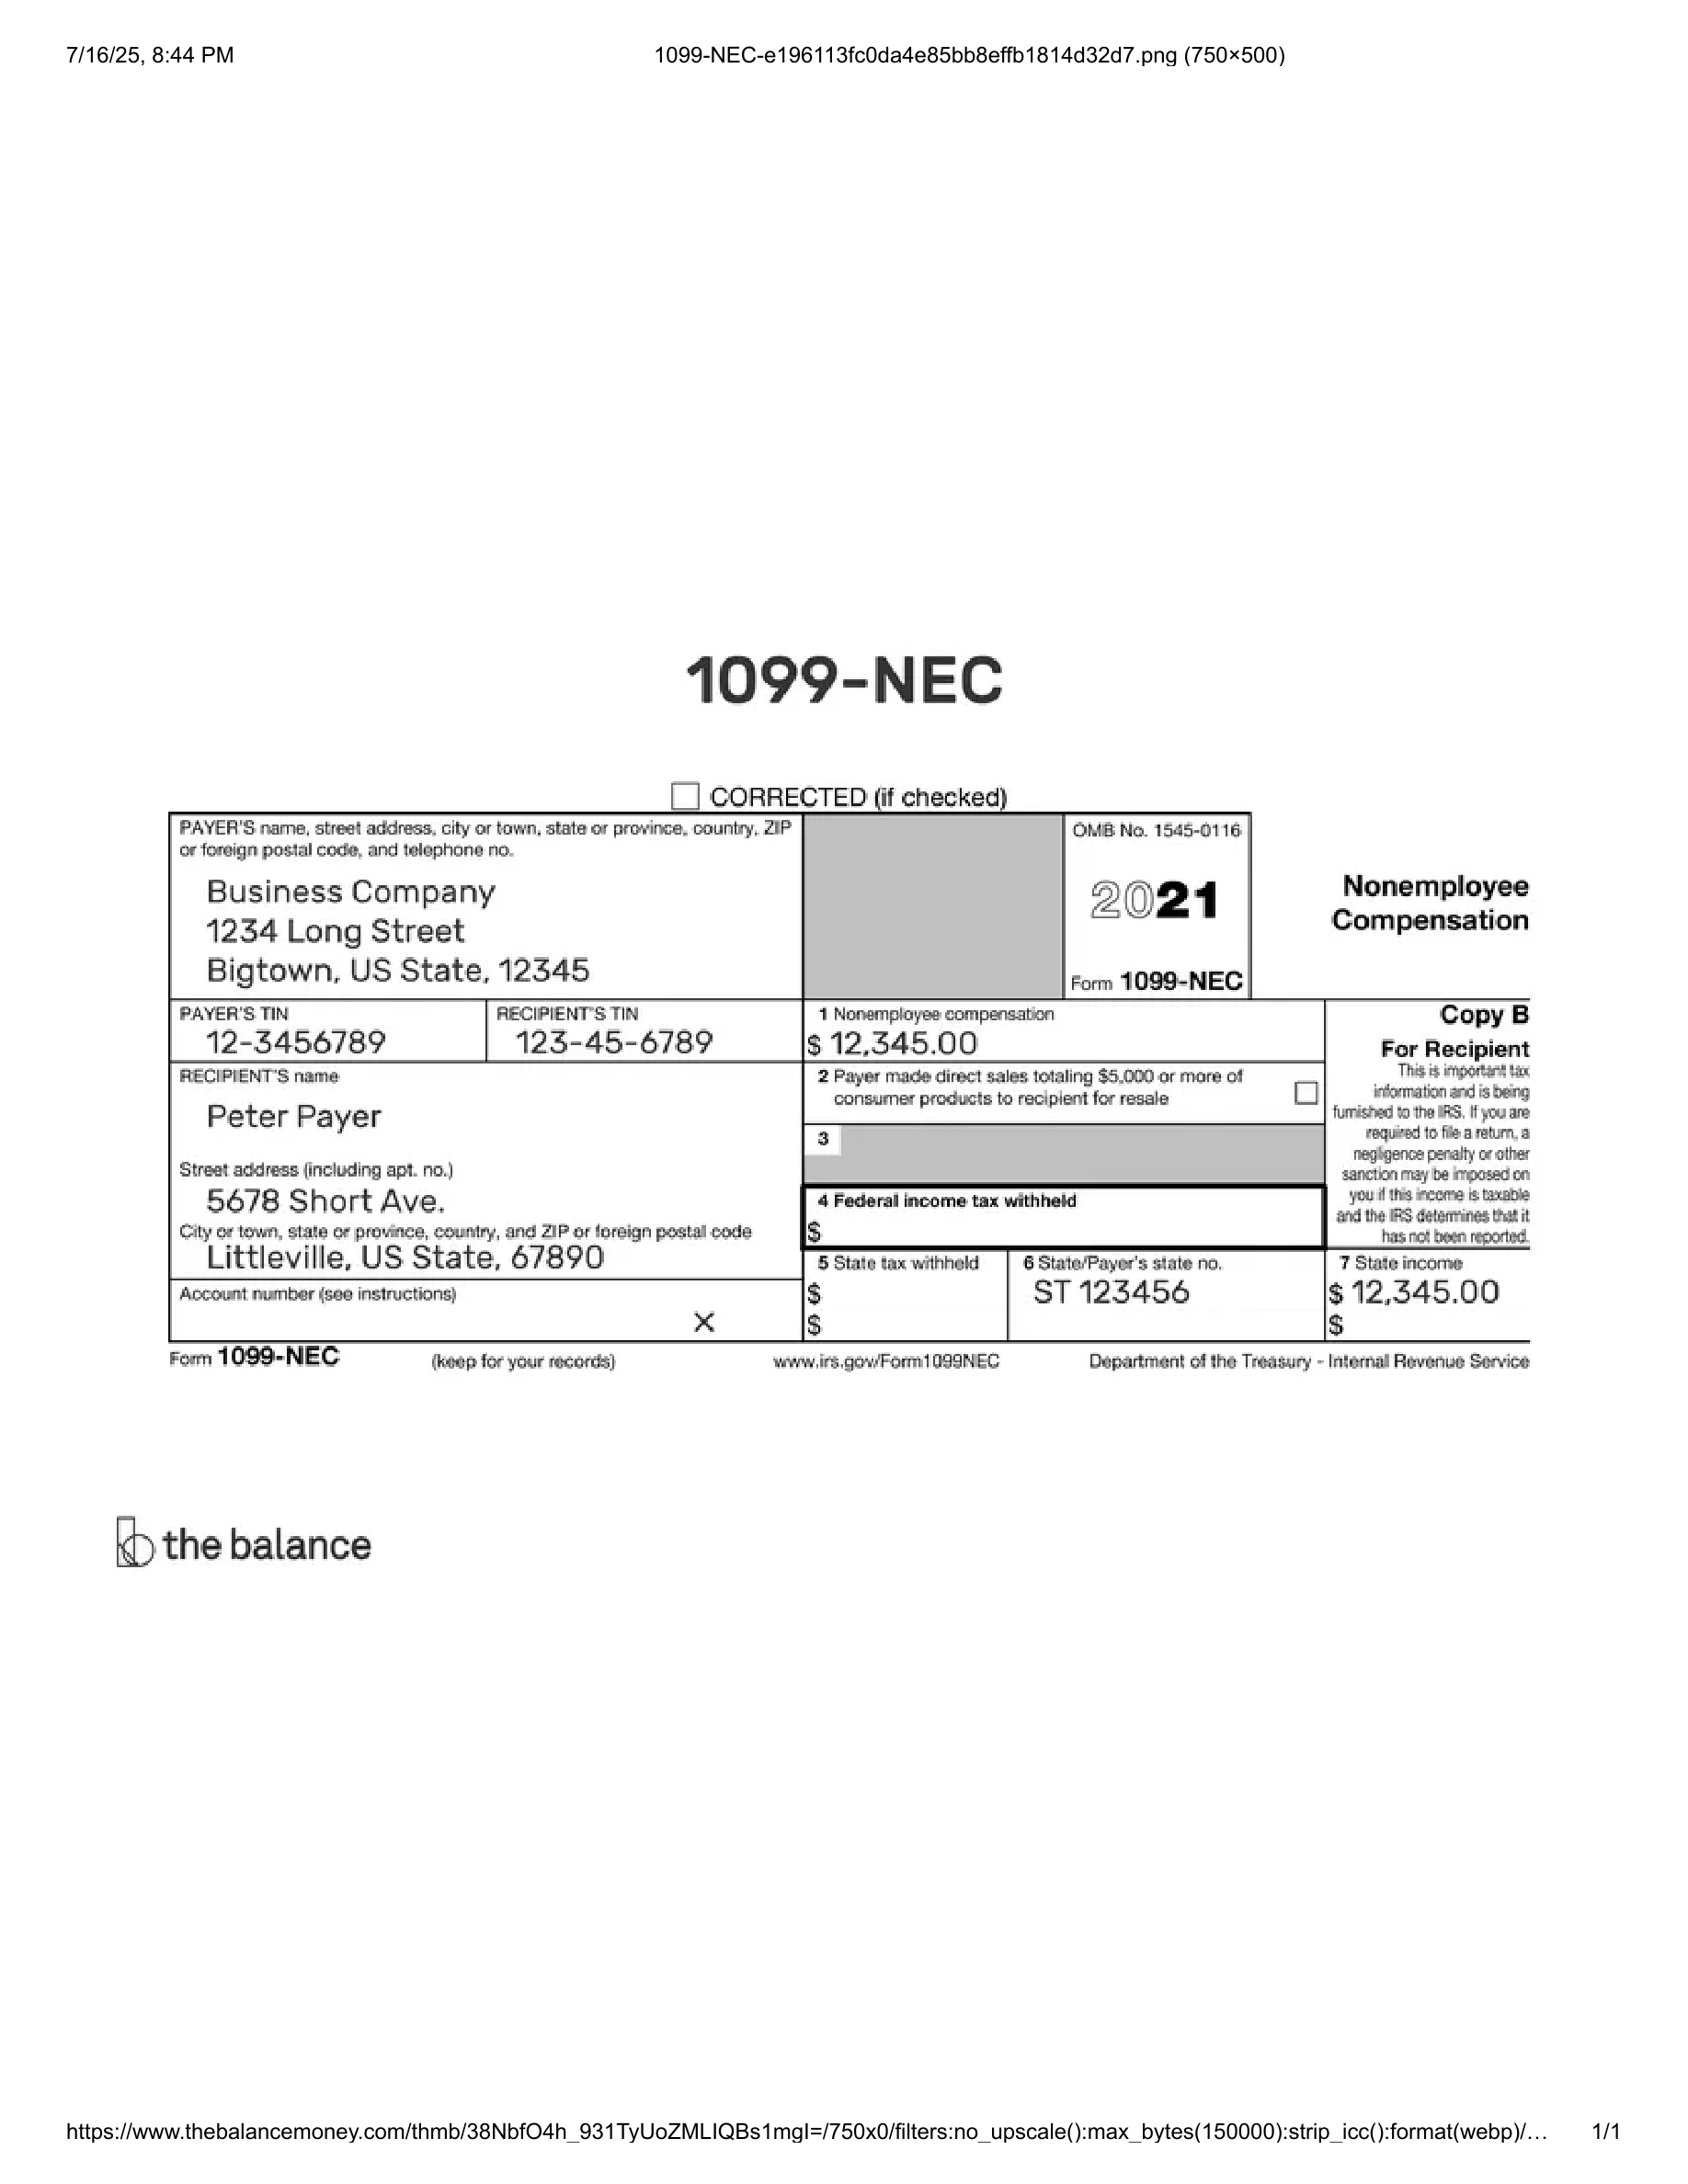 7/16/25, 8:44 PM 1099-NEC-e196113fc0da4e85bb8effb1814d32d7.png (750×500)
1099-NEC
CORRECTED (if checked)
PAYER'S name, street address, city or town, state or province, country, ZIP
or foreign postal code, and telephone no.
Business Company
1234 Long Street
Bigtown, US State, 12345
OMB No. 1545-0116
2021
Form 1099-NEC
Nonemployee
Compensation
PAYER'S TIN
12-3456789
RECIPIENT'S TIN
123-45-6789
1 Nonemployee compensation
$ 12,345.00
Copy B
For Recipient
This is important tax
information and is being
furnished to the IRS. If you are
required to file a return, a
negligence penalty or other
sanction may be imposed on
you if this income is taxable
and the IRS determines that it
has not been reported.
RECIPIENT'S name
Peter Payer
2 Payer made direct sales totaling $5,000 or more of
consumer products to recipient for resale
3
Street address (including apt. no.)
5678 Short Ave.
4 Federal income tax withheld
$
City or town, state or province, country, and ZIP or foreign postal code
Littleville, US State, 67890
5 State tax withheld
$
$
6 State/Payer's state no.
ST 123456
7 State income
$ 12,345.00
$
Account number (see instructions)
X
Form 1099-NEC (keep for your records) www.irs.gov/Form1099NEC Department of the Treasury - Internal Revenue Service
the balance
https://www.thebalancemoney.com/thmb/38NbfO4h_931TyUoZMLIQBs1mgI=/750x0/filters:no_upscale():max_bytes(150000):strip_icc():format(webp)/… 1/1